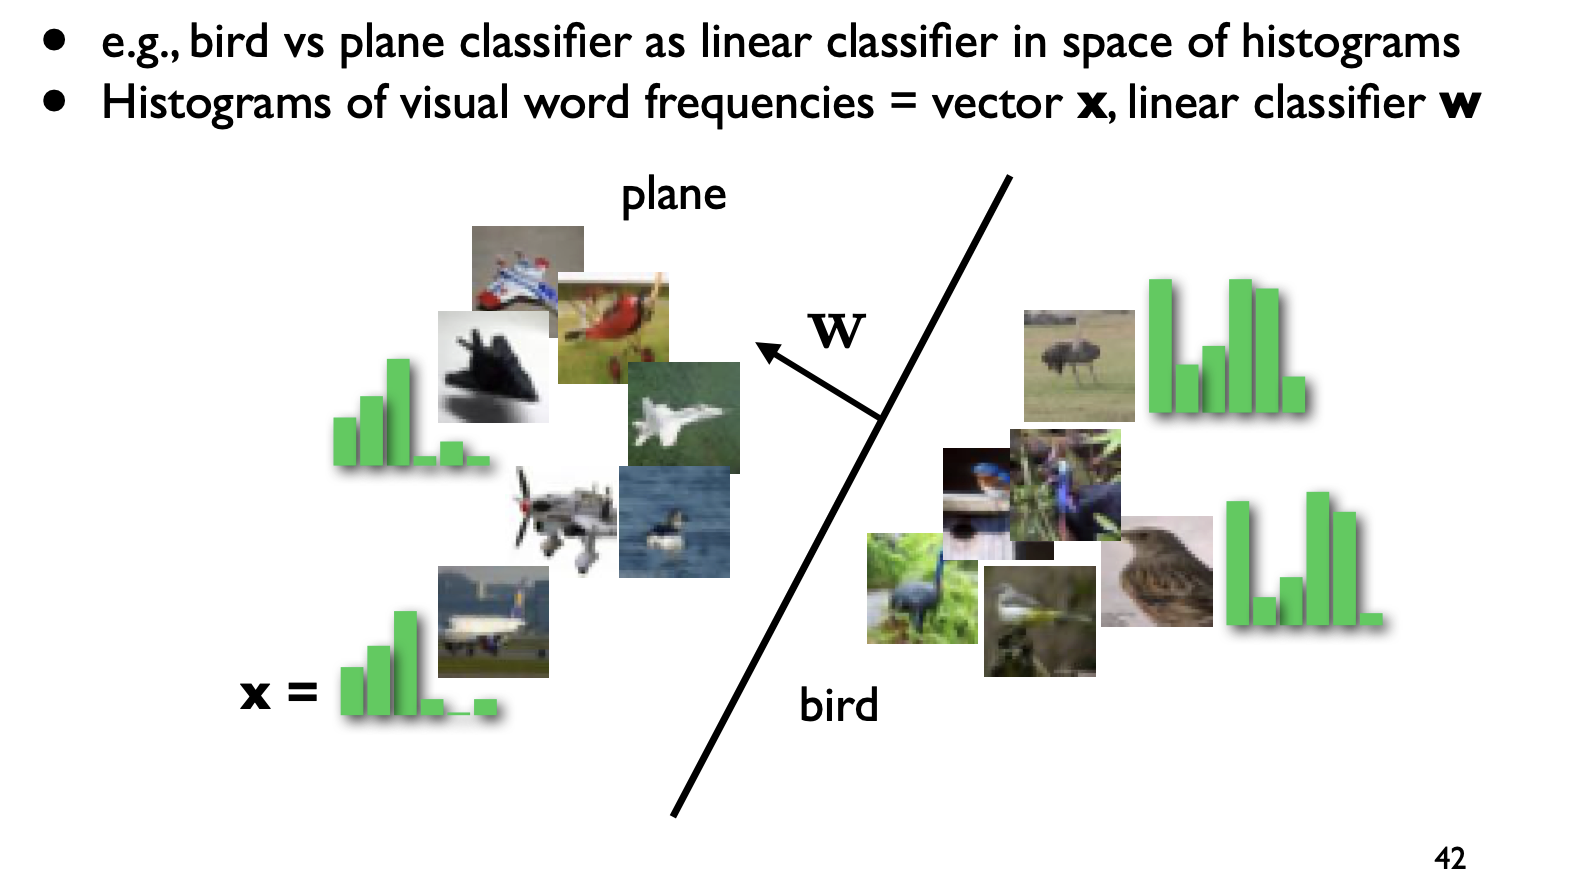 • e.g., bird vs plane classifier as linear classifier in space of histograms
• Histograms of visual word frequencies = vector x, linear classifier w
plane
w
x =
bird
42